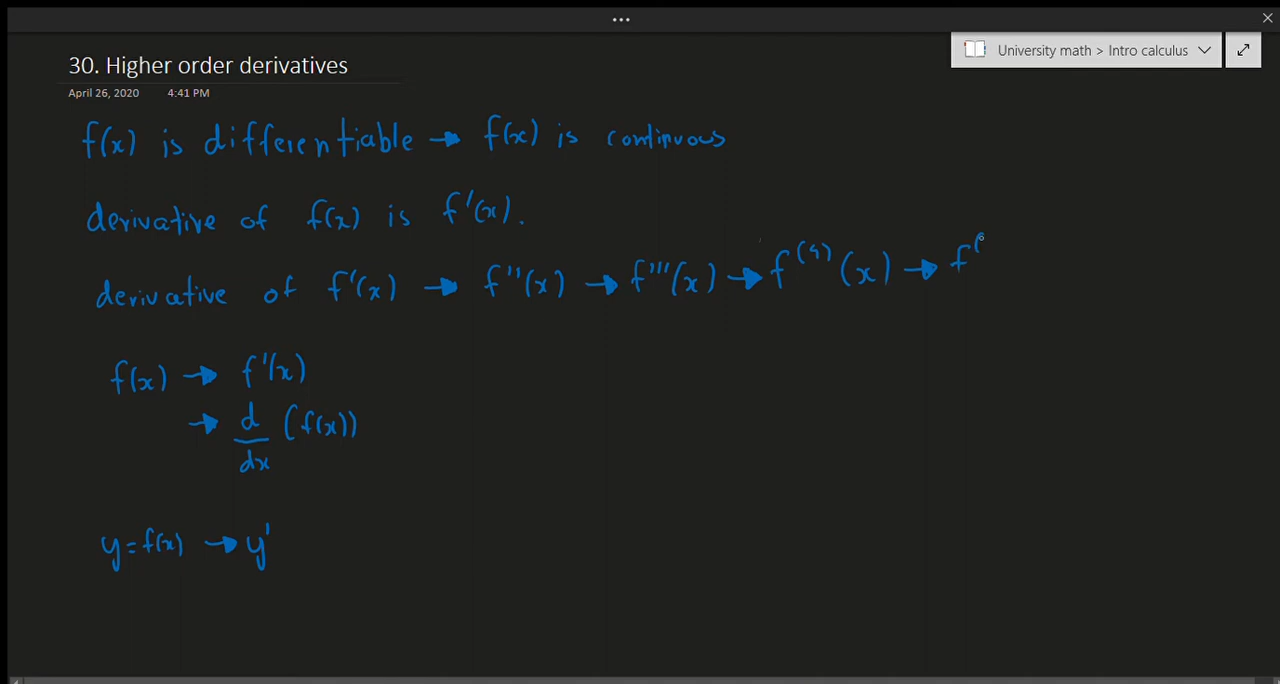 University math > Intro calculus
30. Higher order derivatives
April 26, 2020 4:41 PM
f(x) is differentiable → f(x) is continuous
derivative of f(x) is f'(x).
derivative of f'(x) → f''(x) → f'''(x) → f⁽⁴⁾(x) → f⁽
f(x) → f'(x)
→ d/dx (f(x))
y = f(x) → y'